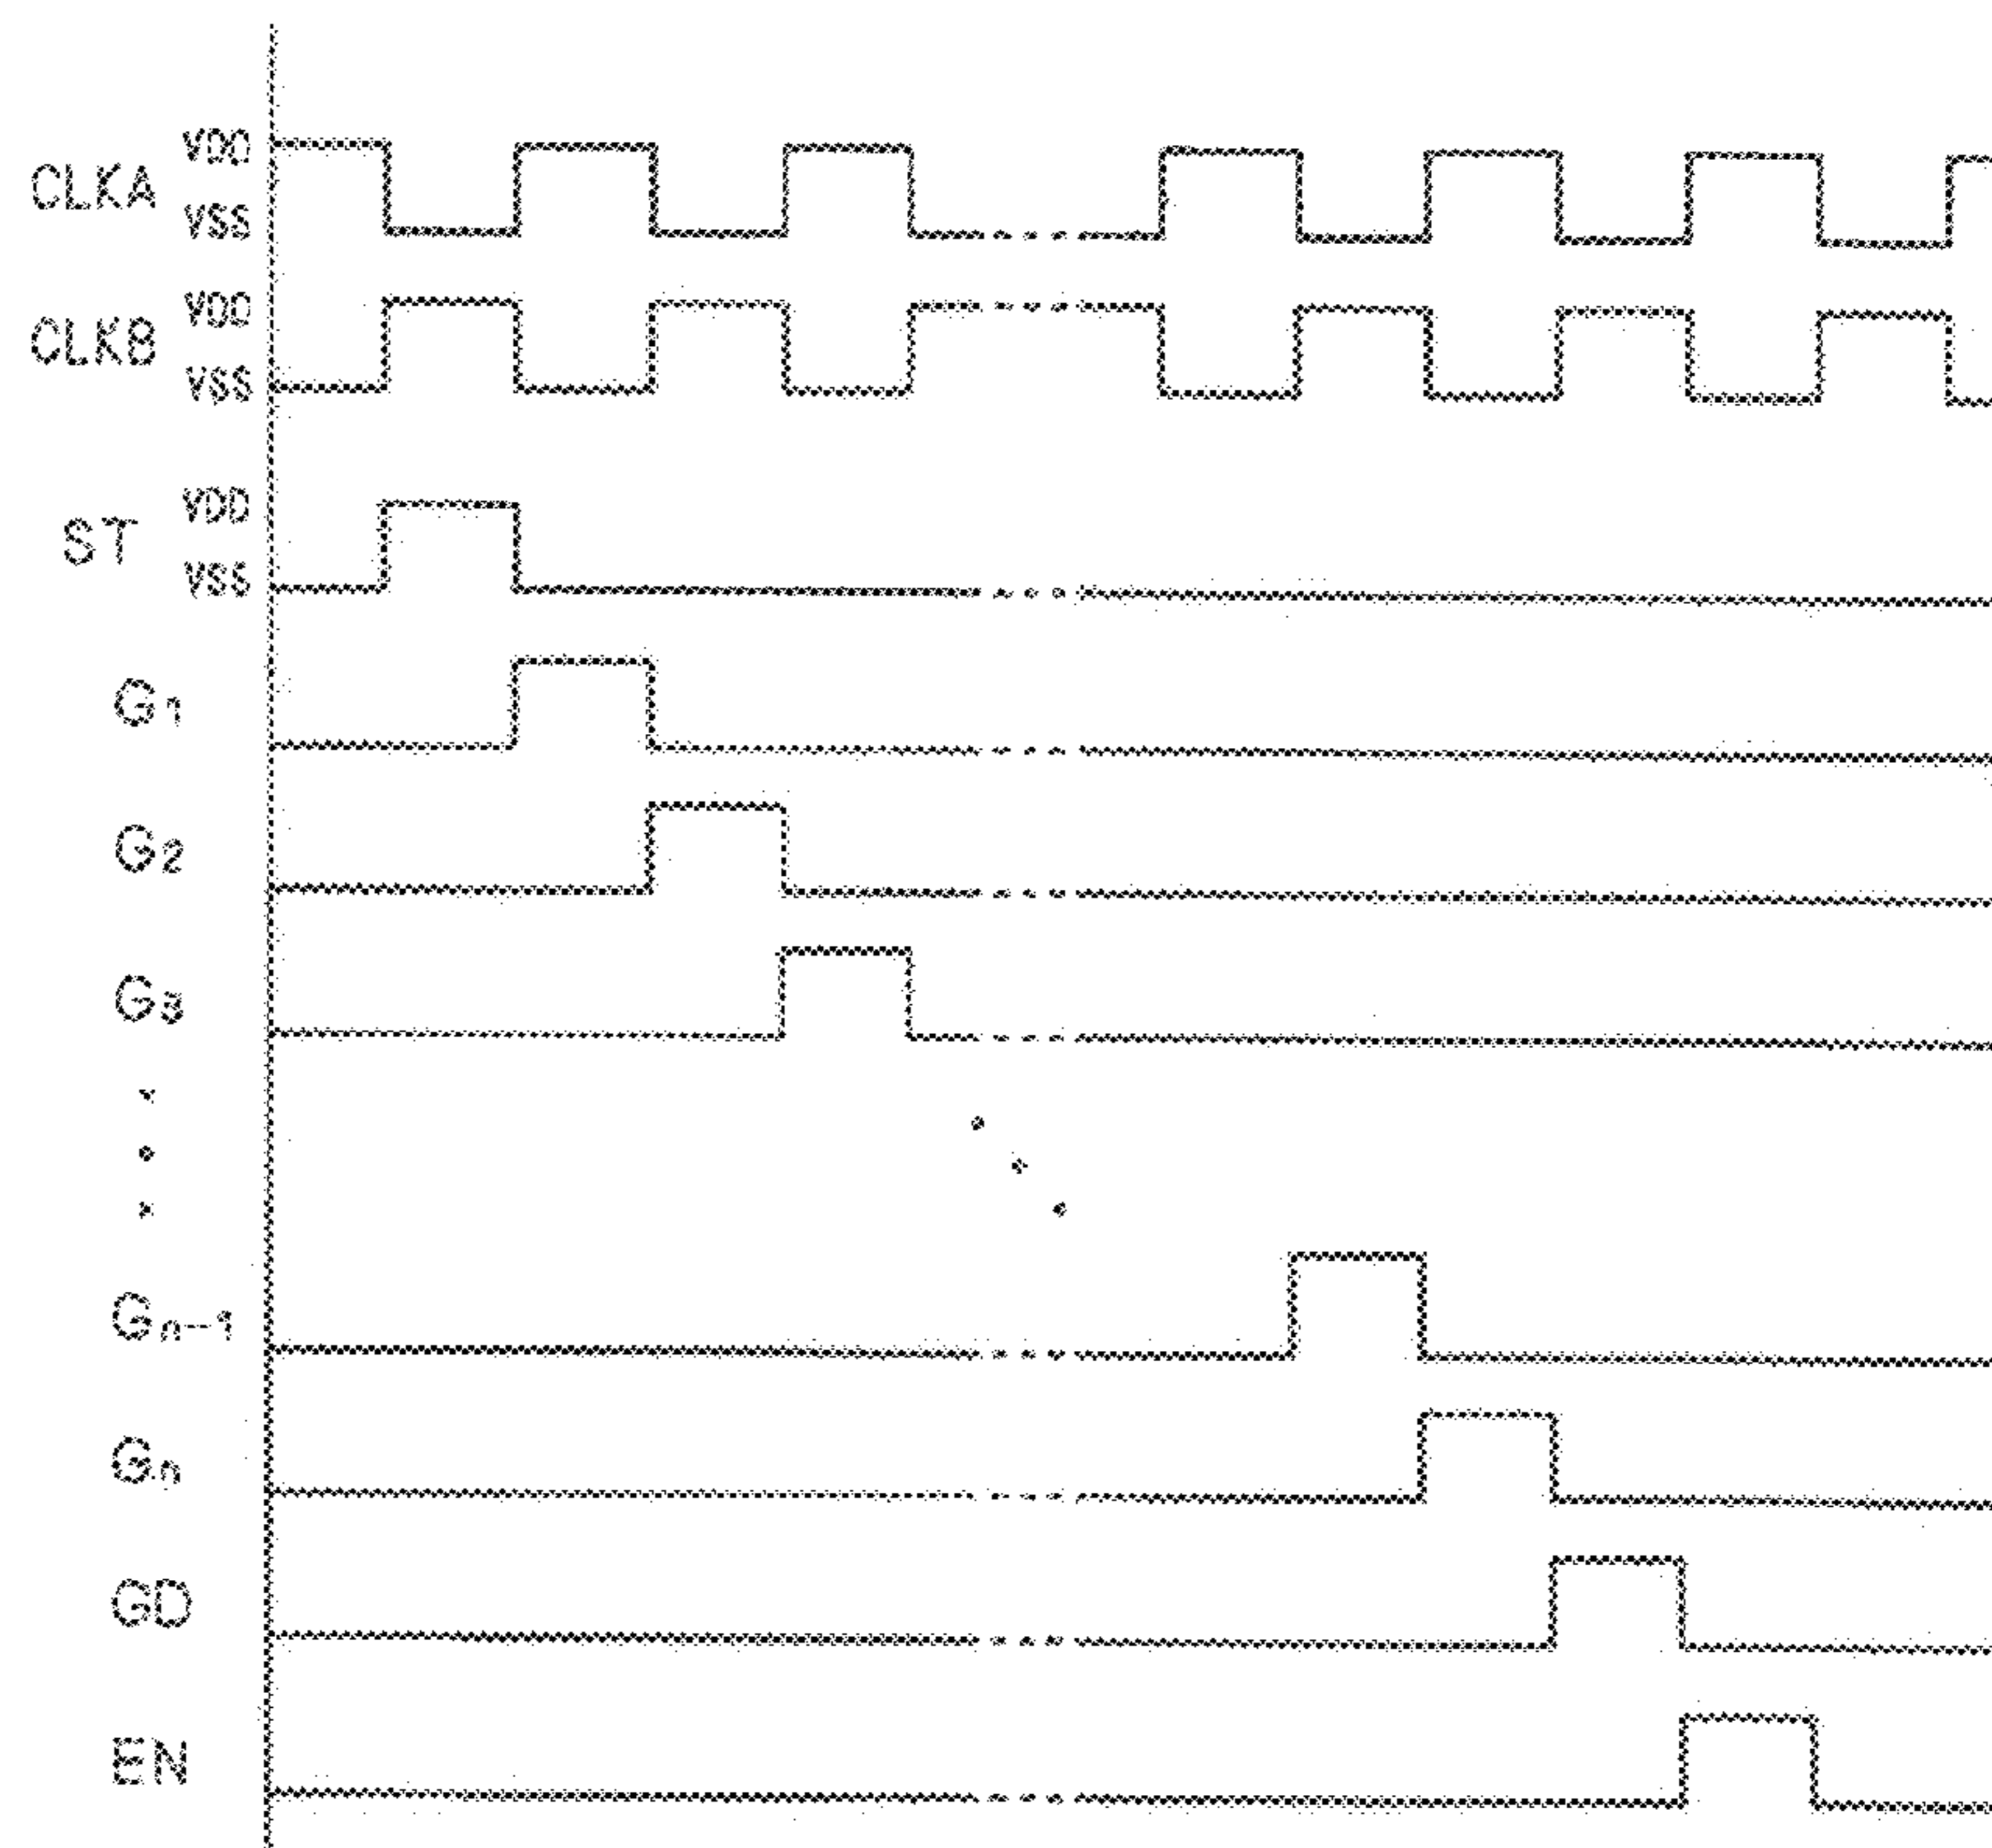 VDD
CLKA
VSS
VDD
CLKB
VSS
VDD
ST
VSS
G1
G2
G3
Gn-1
Gn
GD
EN